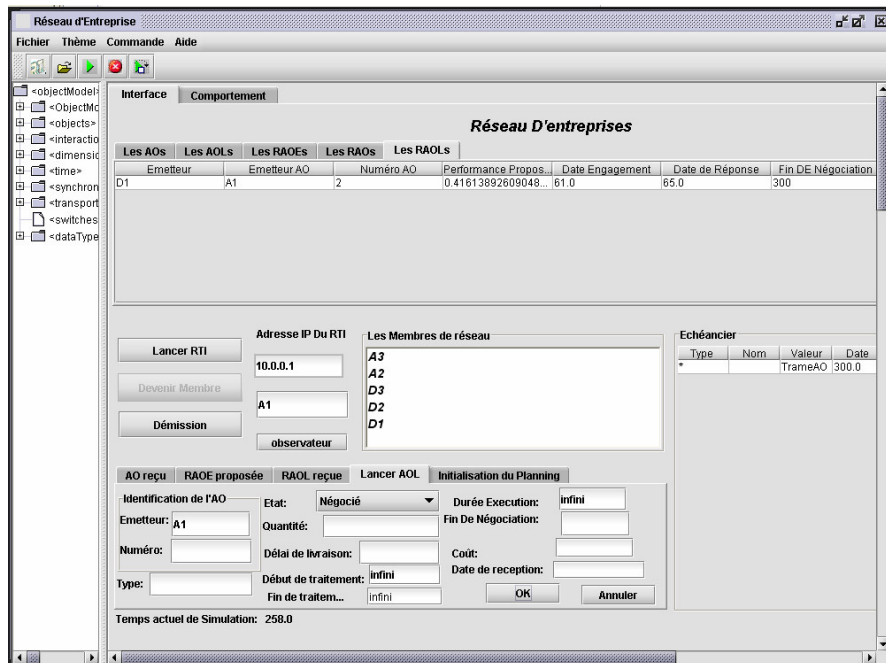 Réseau d'Entreprise
Fichier Thème Commande Aide
<objectModel>
<ObjectMo
<objects>
<interactio
<dimensio
<time>
<synchron
<transport
<switches
<dataType
Interface Comportement
Réseau D'entreprises
Les AOs Les AOLs Les RAOEs Les RAOs Les RAOLs
Emetteur Emetteur AO Numéro AO Performance Propos... Date Engagement Date de Réponse Fin DE Négociation
D1 A1 2 0.41613892609048... 61.0 65.0 300
Lancer RTI
Devenir Membre
Démission
Adresse IP Du RTI
10.0.0.1
A1
observateur
Les Membres de réseau
A3
A2
D3
D2
D1
Echéancier
Type Nom Valeur Date
* TrameAO 300.0
AO reçu RAOE proposée RAOL reçue Lancer AOL Initialisation du Planning
Identification de l'AO
Emetteur: A1
Numéro:
Type:
Etat: Négocié
Quantité:
Délai de livraison:
Début de traitement: infini
Fin de traitem... infini
Durée Execution: infini
Fin De Négociation:
Coût:
Date de reception:
OK Annuler
Temps actuel de Simulation: 258.0